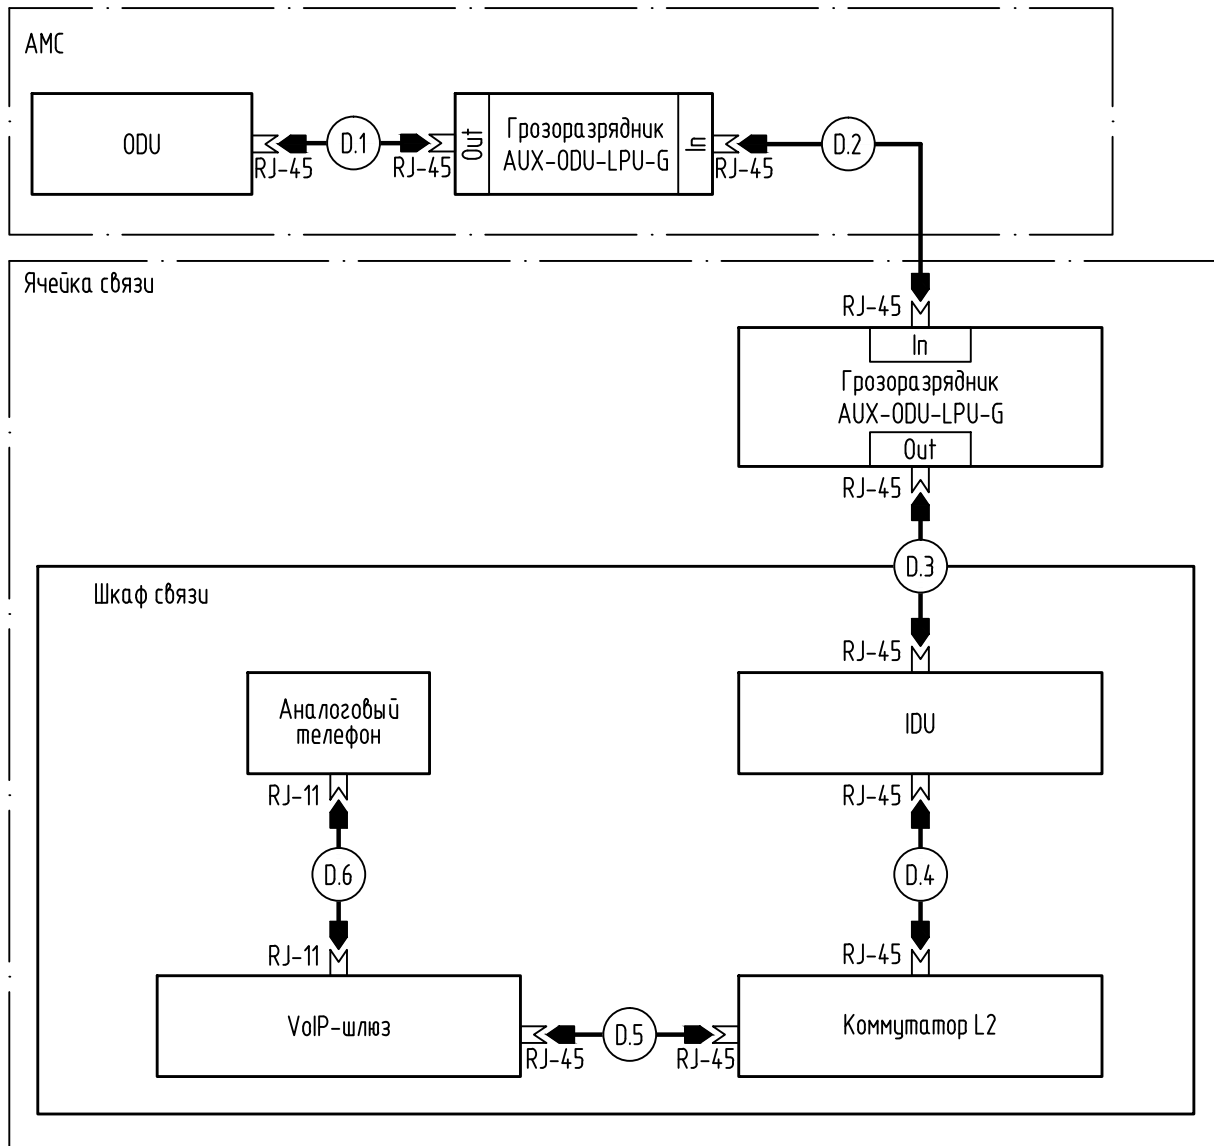 АМС
ODU
RJ-45
D.1
RJ-45
Out
Грозоразрядник
AUX-ODU-LPU-G
In
RJ-45
D.2
Ячейка связи
RJ-45
In
Грозоразрядник
AUX-ODU-LPU-G
Out
RJ-45
D.3
Шкаф связи
RJ-45
Аналоговый
телефон
IDU
RJ-11
RJ-45
D.6
D.4
RJ-11
RJ-45
VoIP-шлюз
RJ-45
D.5
RJ-45
Коммутатор L2